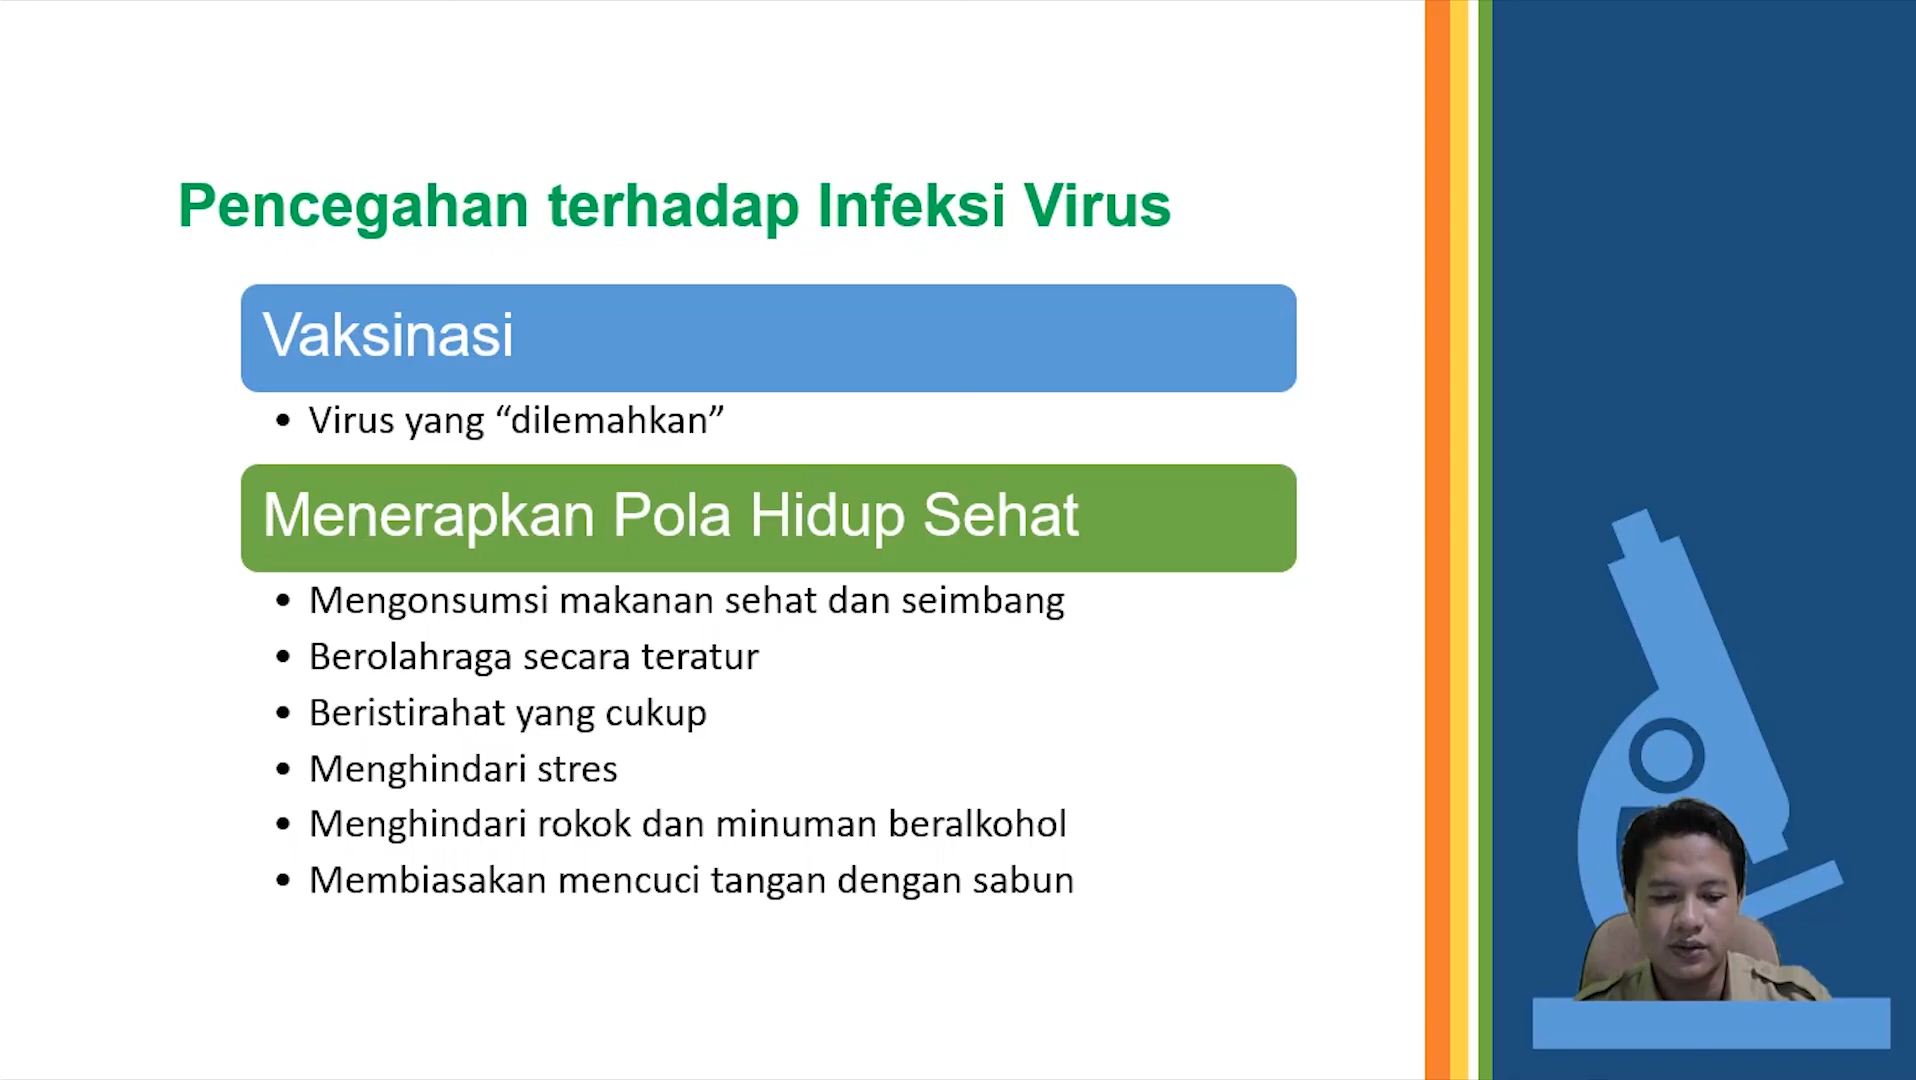 Pencegahan terhadap Infeksi Virus
Vaksinasi
• Virus yang “dilemahkan”
Menerapkan Pola Hidup Sehat
• Mengonsumsi makanan sehat dan seimbang
• Berolahraga secara teratur
• Beristirahat yang cukup
• Menghindari stres
• Menghindari rokok dan minuman beralkohol
• Membiasakan mencuci tangan dengan sabun